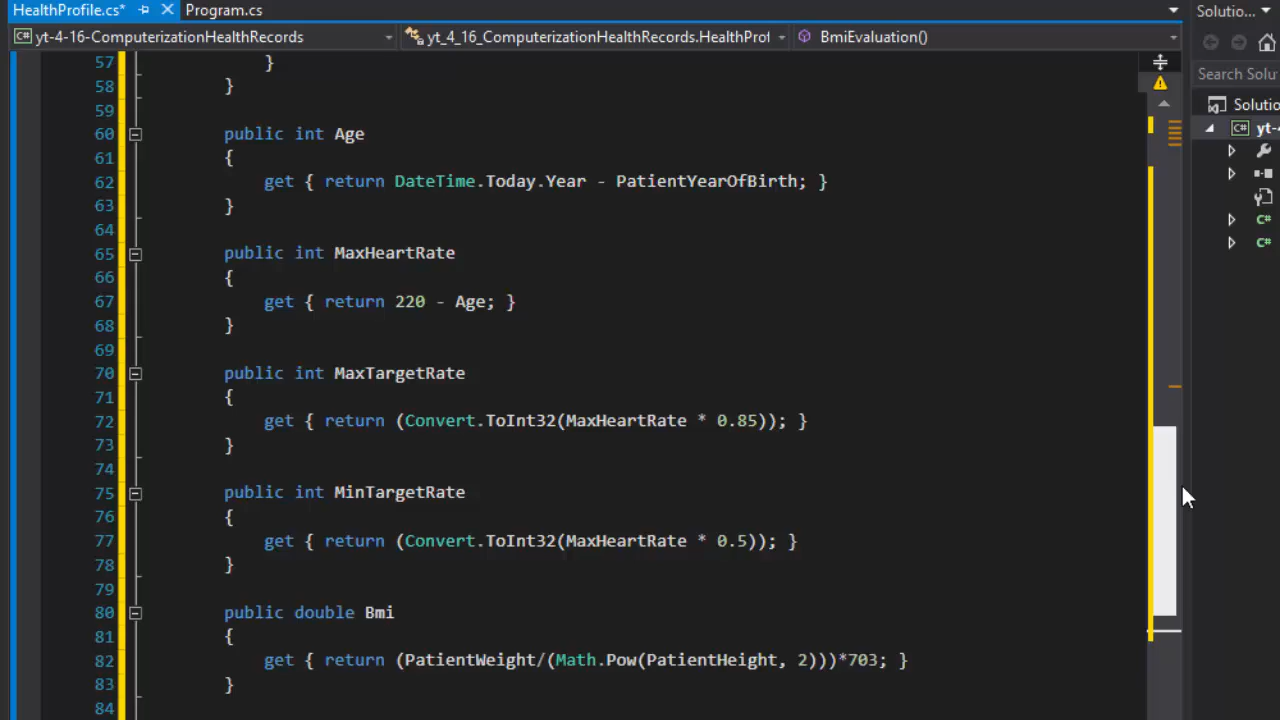 HealthProfile.cs* Program.cs Solutio...
yt-4-16-ComputerizationHealthRecords yt_4_16_ComputerizationHealthRecords.HealthProf BmiEvaluation()
57 }
58 }
59
60 public int Age
61 {
62 get { return DateTime.Today.Year - PatientYearOfBirth; }
63 }
64
65 public int MaxHeartRate
66 {
67 get { return 220 - Age; }
68 }
69
70 public int MaxTargetRate
71 {
72 get { return (Convert.ToInt32(MaxHeartRate * 0.85)); }
73 }
74
75 public int MinTargetRate
76 {
77 get { return (Convert.ToInt32(MaxHeartRate * 0.5)); }
78 }
79
80 public double Bmi
81 {
82 get { return (PatientWeight/(Math.Pow(PatientHeight, 2)))*703; }
83 }
84
Search Solu
Solutio
C# yt-4
C#
C#